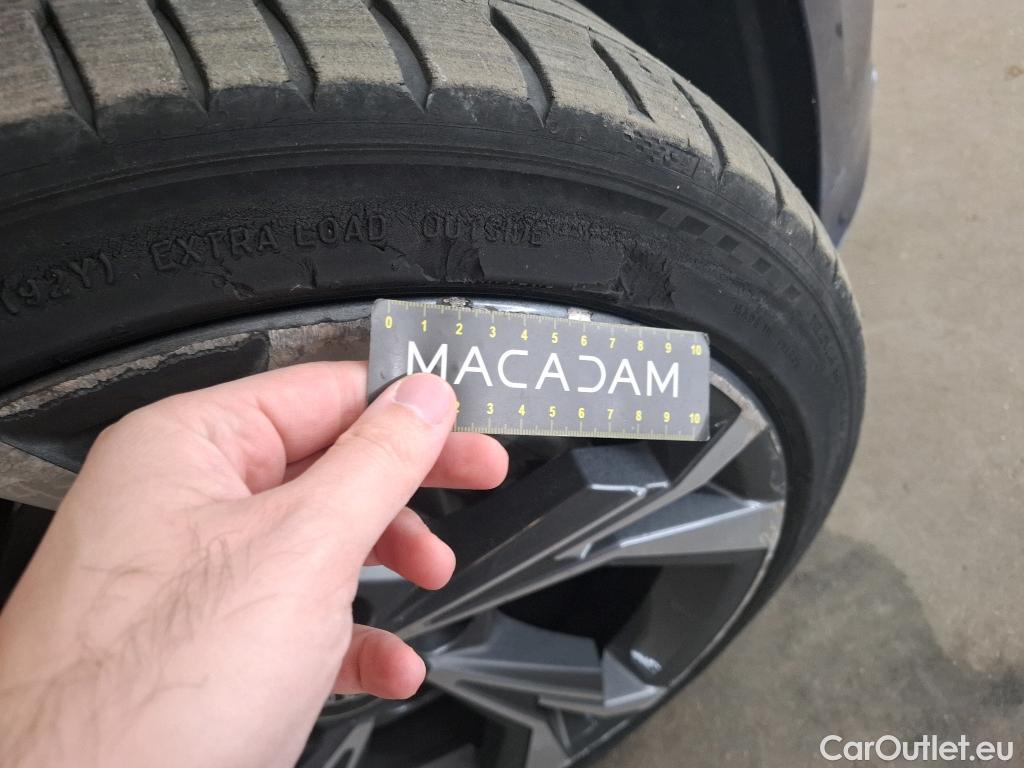 (92Y) EXTRA LOAD OUTSIDE
0 1 2 3 4 5 6 7 8 9 10
MACADAM
2 3 4 5 6 7 8 9 10
CarOutlet.eu